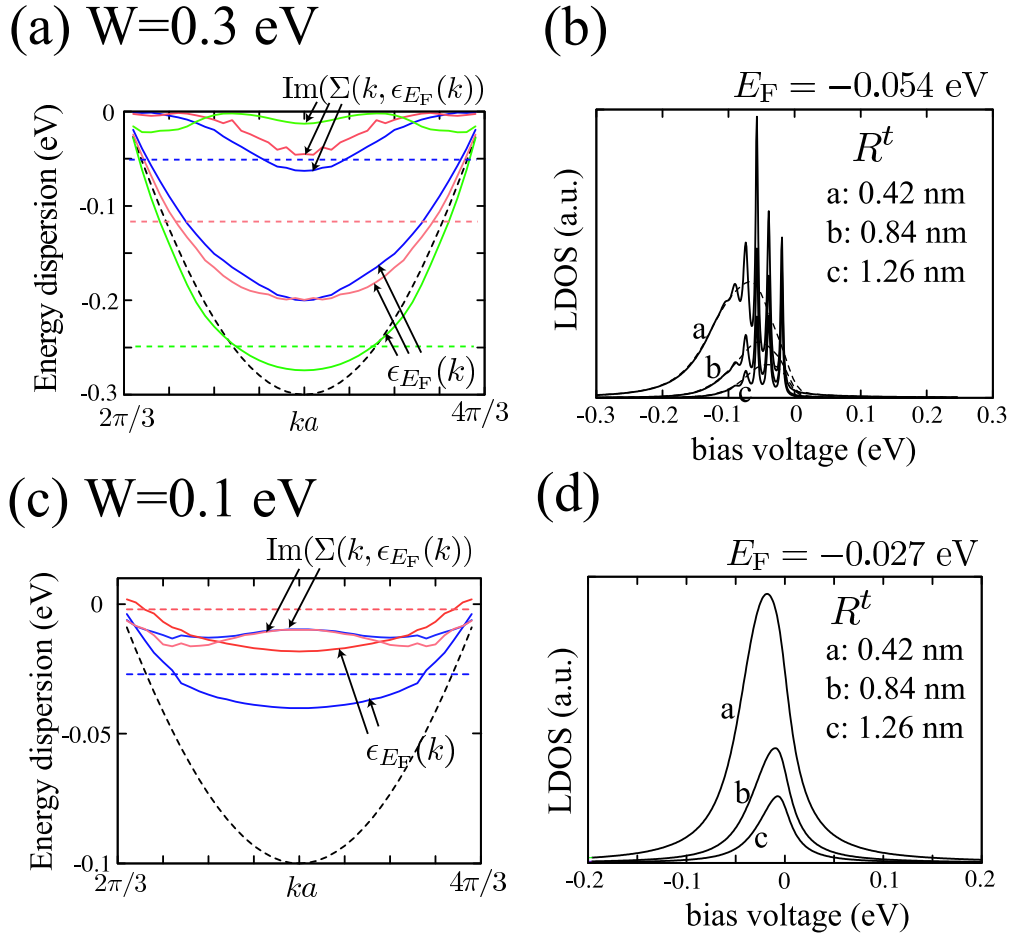 (a) W=0.3 eV
Im(Σ(k, ϵ_{E_F}(k))
Energy dispersion (eV)
0
-0.1
-0.2
-0.3
ϵ_{E_F}(k)
2π/3
ka
4π/3
(b)
E_F = −0.054 eV
LDOS (a.u.)
R^t
a: 0.42 nm
b: 0.84 nm
c: 1.26 nm
a
b
c
-0.3 -0.2 -0.1 0 0.1 0.2 0.3
bias voltage (eV)
(c) W=0.1 eV
Im(Σ(k, ϵ_{E_F}(k))
Energy dispersion (eV)
0
-0.05
-0.1
ϵ_{E_F}(k)
2π/3
ka
4π/3
(d)
E_F = −0.027 eV
LDOS (a.u.)
R^t
a: 0.42 nm
b: 0.84 nm
c: 1.26 nm
a
b
c
-0.2 -0.1 0 0.1 0.2
bias voltage (eV)